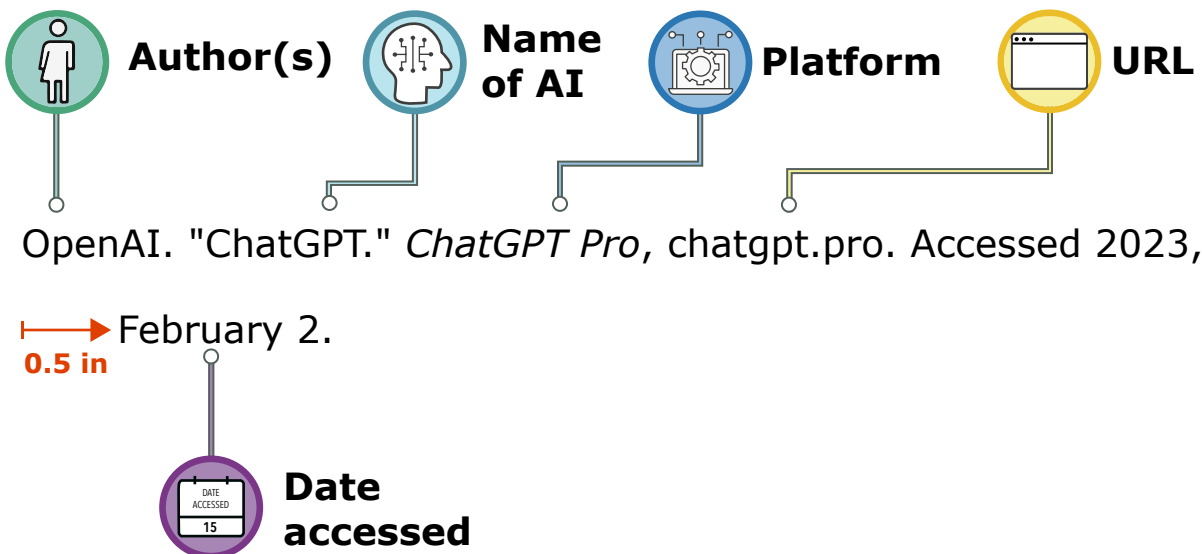 Author(s)
Name
of AI
Platform
URL
OpenAI. "ChatGPT." ChatGPT Pro, chatgpt.pro. Accessed 2023,
February 2.
0.5 in
DATE
ACCESSED
15
Date
accessed